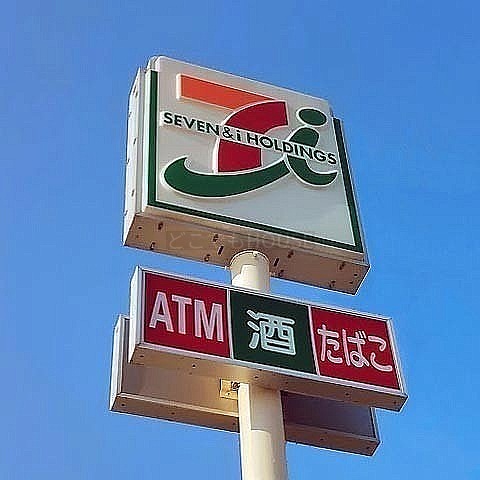 SEVEN & i HOLDINGS
ATM 酒 たばこ